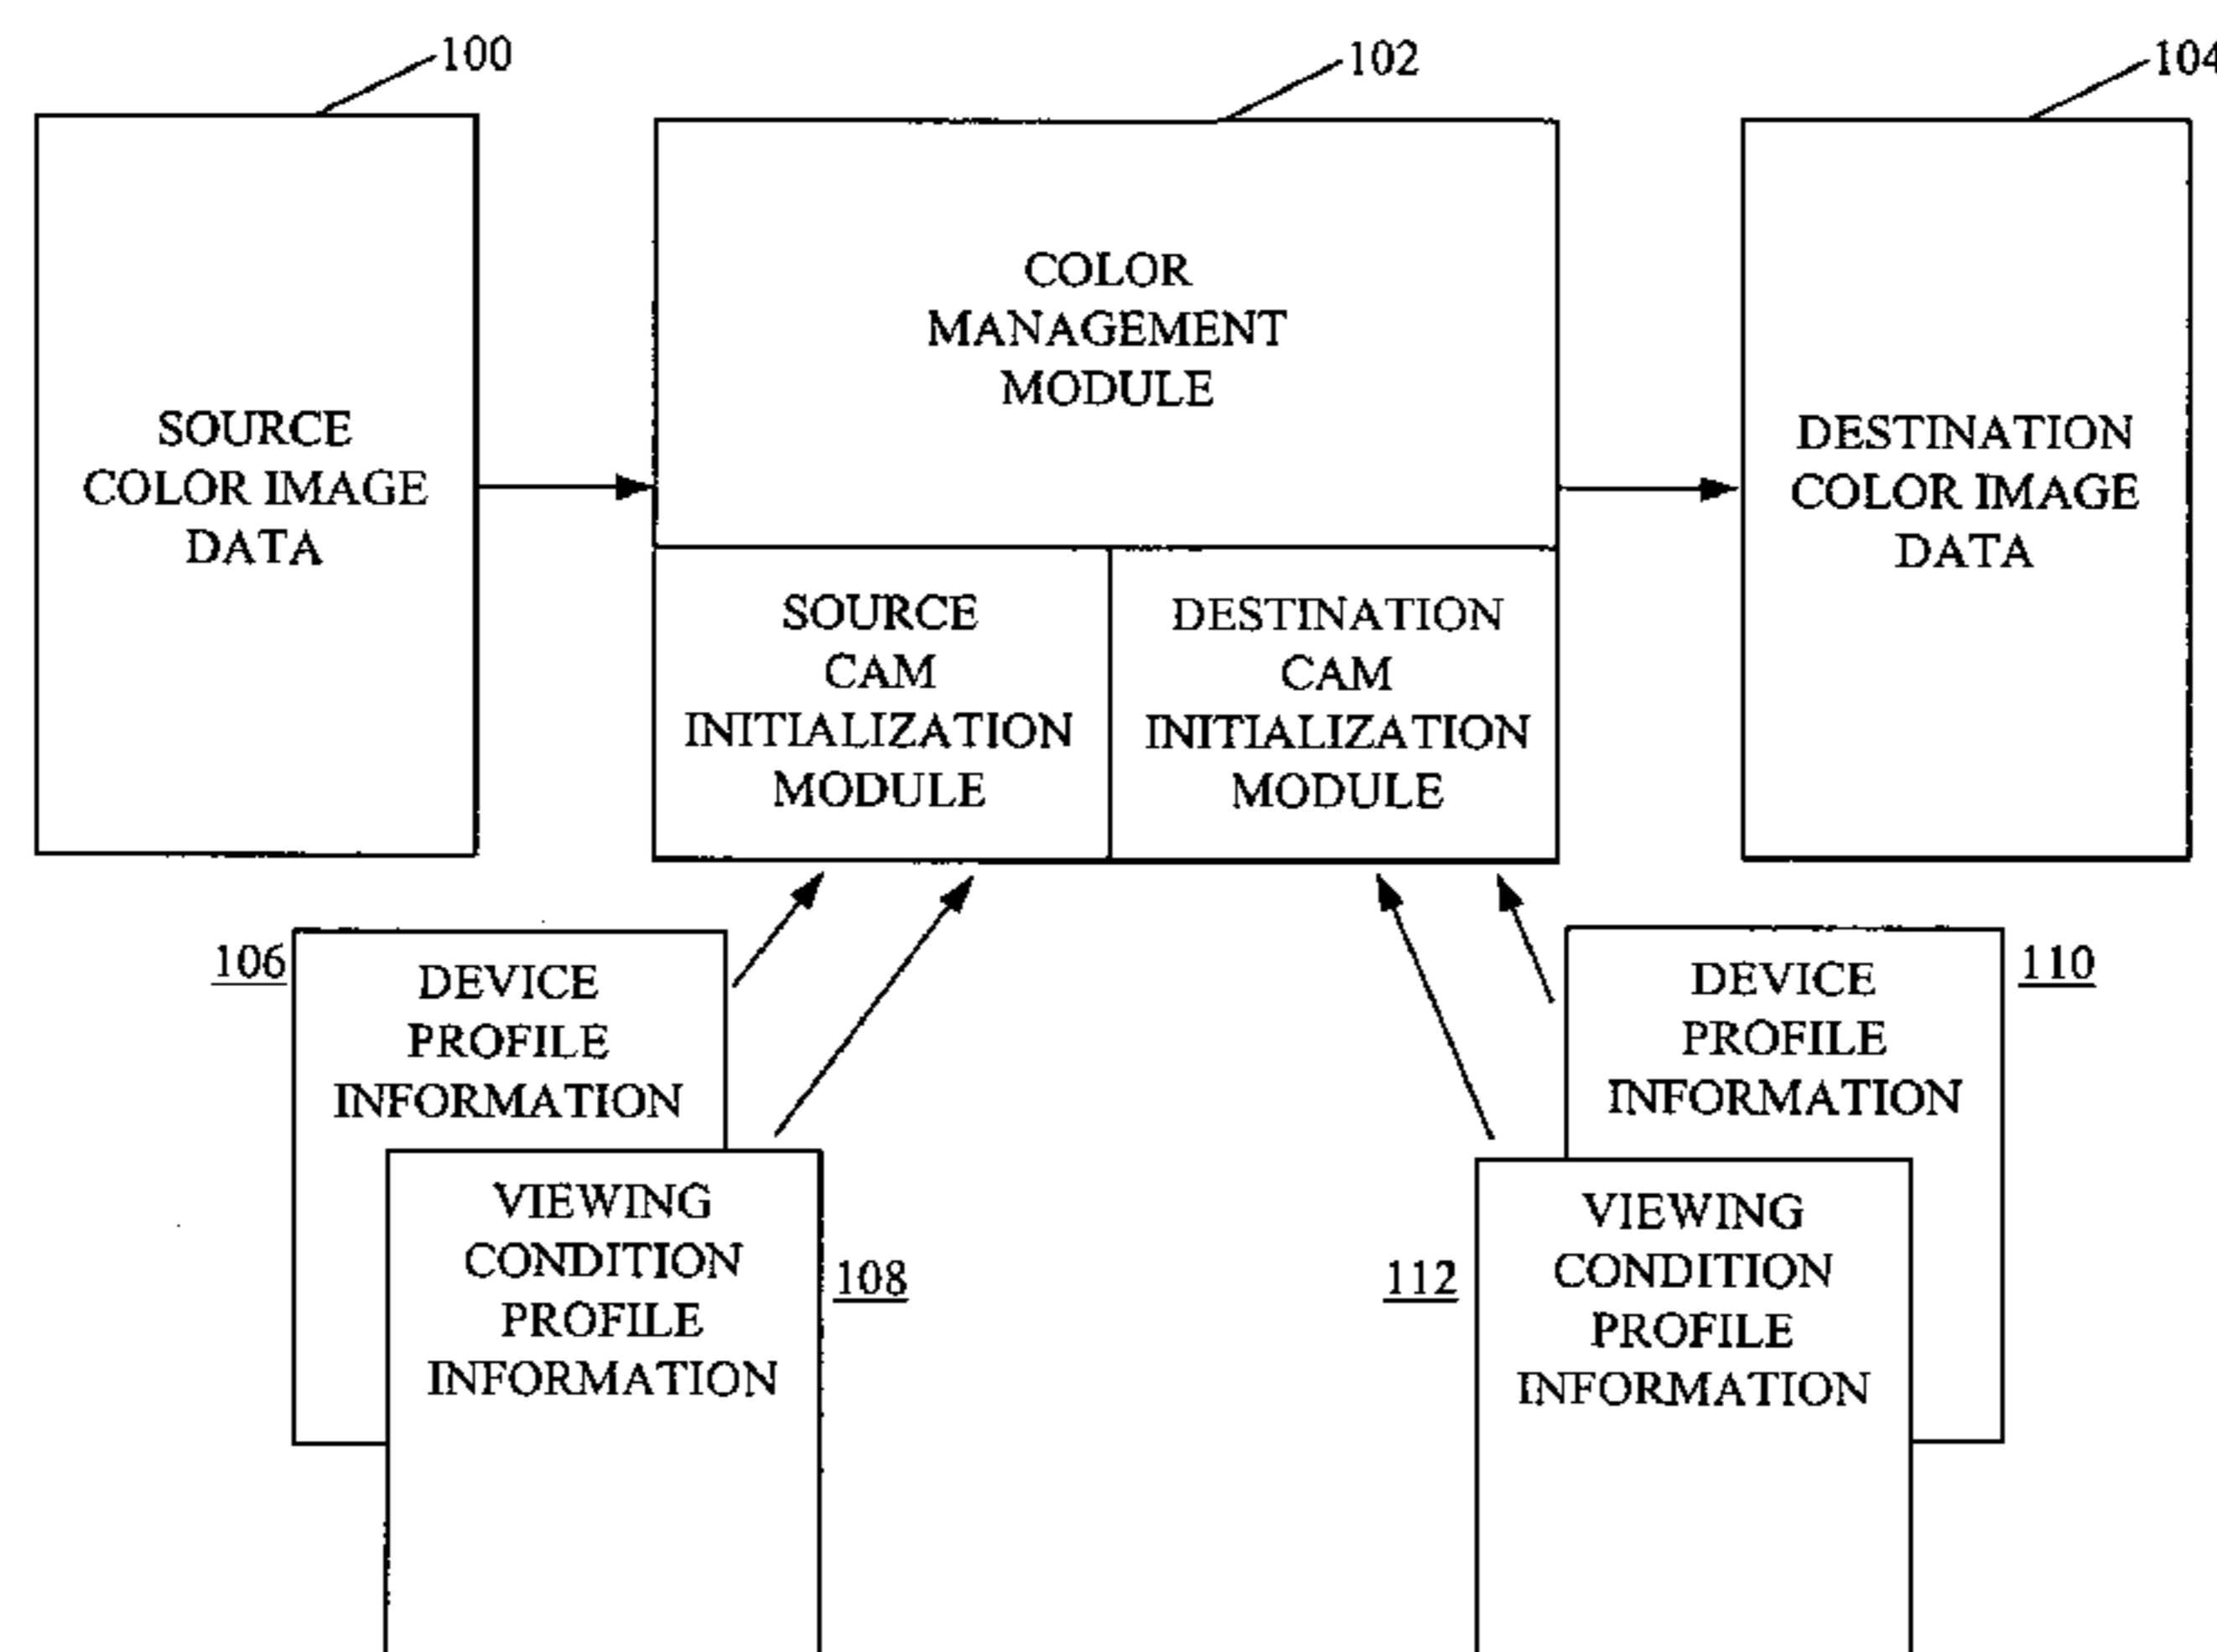 100
102
104
SOURCE
COLOR IMAGE
DATA
COLOR
MANAGEMENT
MODULE
DESTINATION
COLOR IMAGE
DATA
SOURCE
CAM
INITIALIZATION
MODULE
DESTINATION
CAM
INITIALIZATION
MODULE
106
DEVICE
PROFILE
INFORMATION
VIEWING
CONDITION
PROFILE
INFORMATION
108
DEVICE
PROFILE
INFORMATION
110
112
VIEWING
CONDITION
PROFILE
INFORMATION